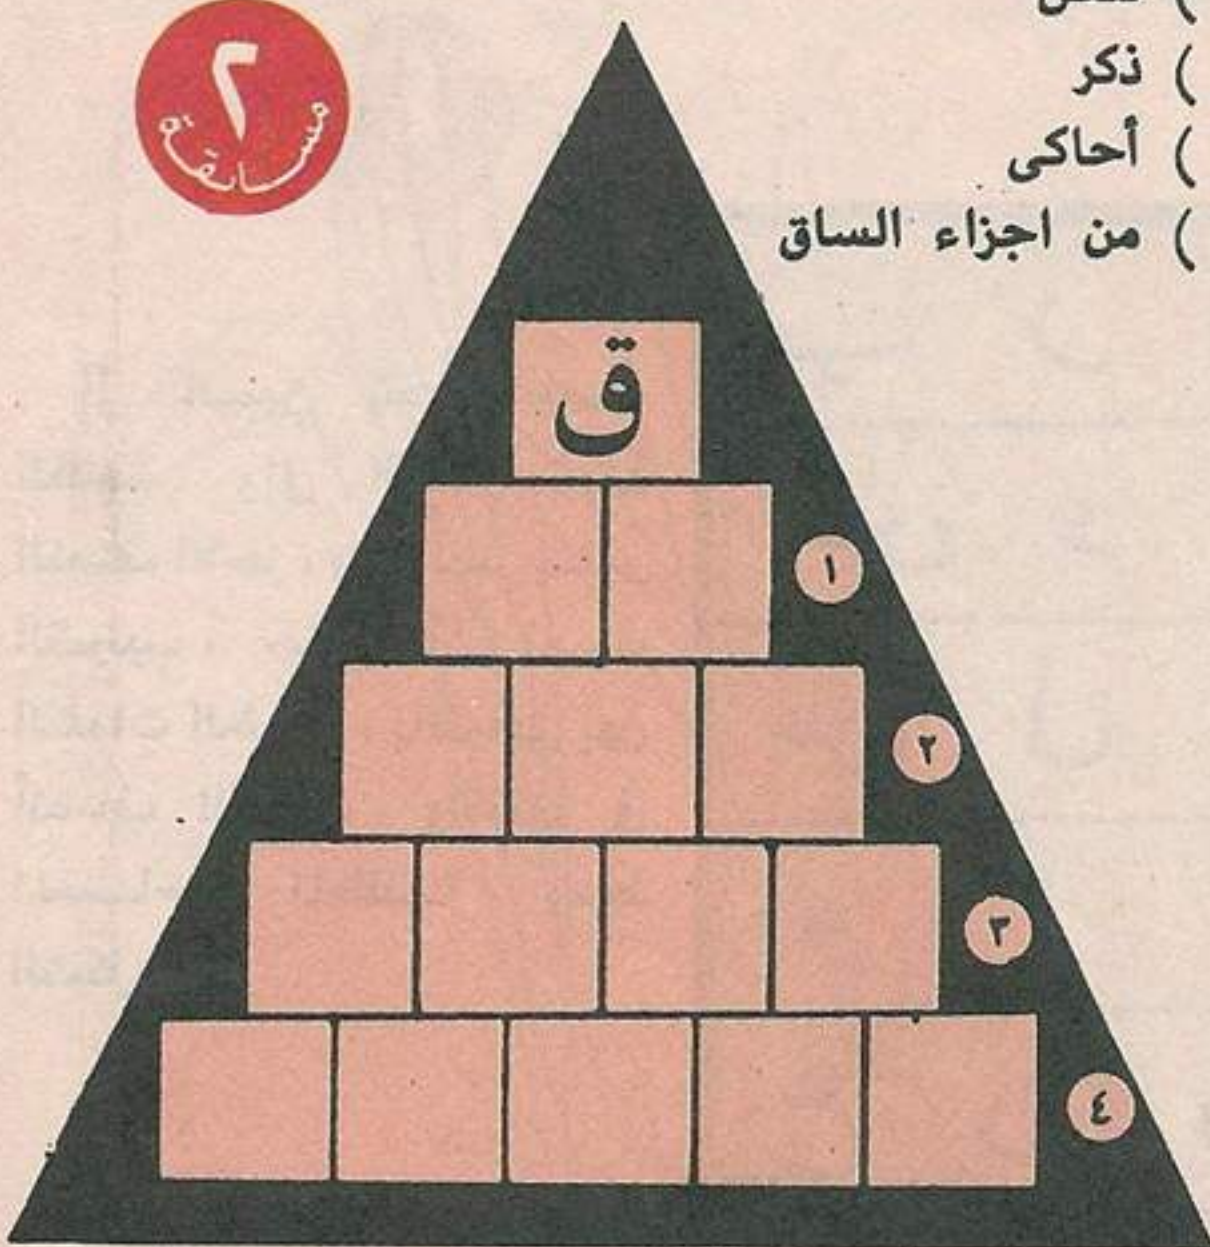 ) ذكر
) أحاكى
) من اجزاء الساق
٢
مسابقة
ق
١
٢
٣
٤